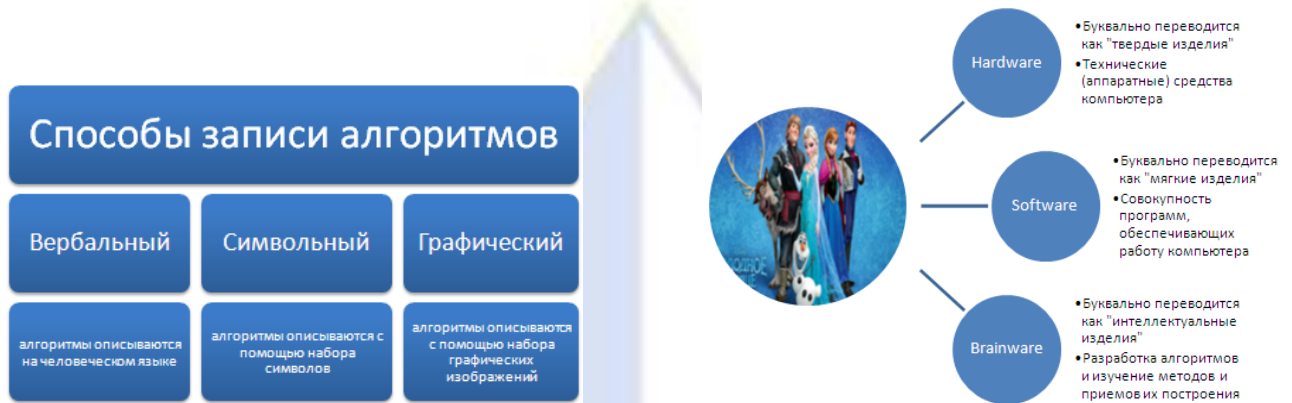 Способы записи алгоритмов
Вербальный
Символьный
Графический
алгоритмы описываются
на человеческом языке
алгоритмы описываются с
помощью набора
символов
алгоритмы описываются
с помощью набора
графических
изображений
Hardware
•Буквально переводится
как "твердые изделия"
•Технические
(аппаратные) средства
компьютера
Software
•Буквально переводится
как "мягкие изделия"
•Совокупность
программ,
обеспечивающих
работу компьютера
Brainware
•Буквально переводится
как "интеллектуальные
изделия"
•Разработка алгоритмов
и изучение методов и
приемов их построения